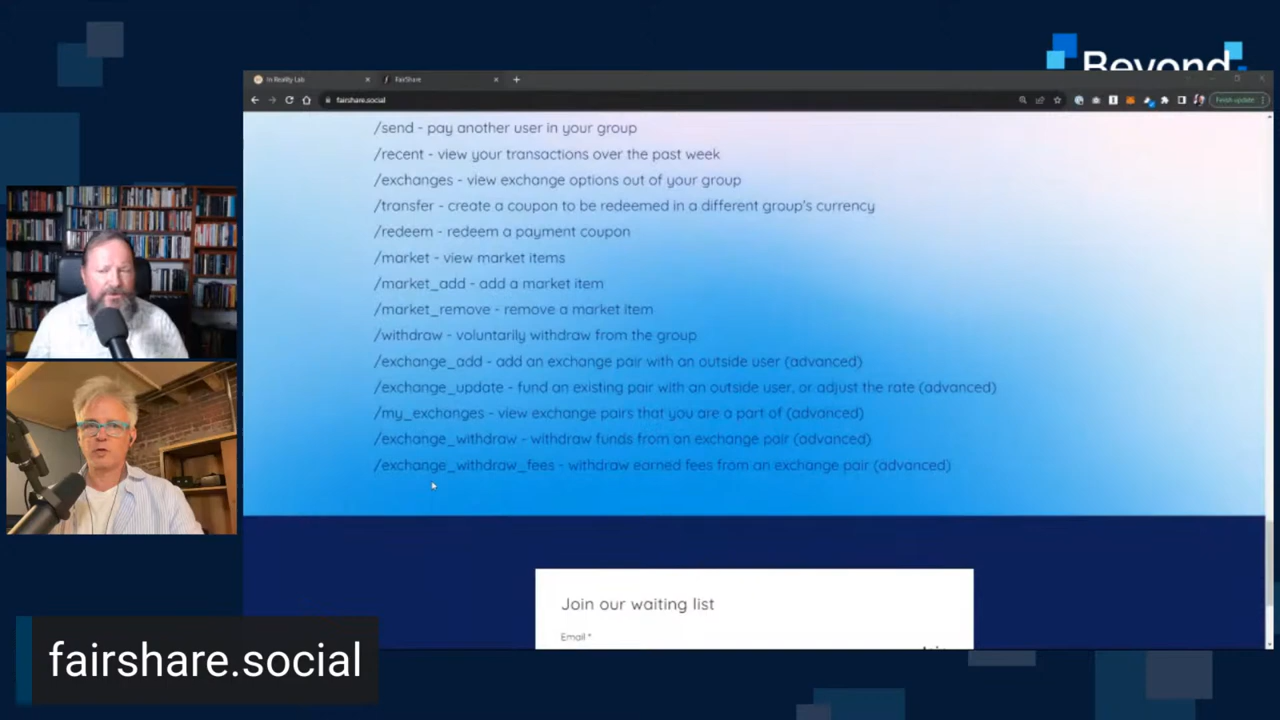 Beyond
In Reality Lab
FairShare
fairshare.social
Finish update
/send - pay another user in your group
/recent - view your transactions over the past week
/exchanges - view exchange options out of your group
/transfer - create a coupon to be redeemed in a different group's currency
/redeem - redeem a payment coupon
/market - view market items
/market_add - add a market item
/market_remove - remove a market item
/withdraw - voluntarily withdraw from the group
/exchange_add - add an exchange pair with an outside user (advanced)
/exchange_update - fund an existing pair with an outside user, or adjust the rate (advanced)
/my_exchanges - view exchange pairs that you are a part of (advanced)
/exchange_withdraw - withdraw funds from an exchange pair (advanced)
/exchange_withdraw_fees - withdraw earned fees from an exchange pair (advanced)
Join our waiting list
Email *
fairshare.social